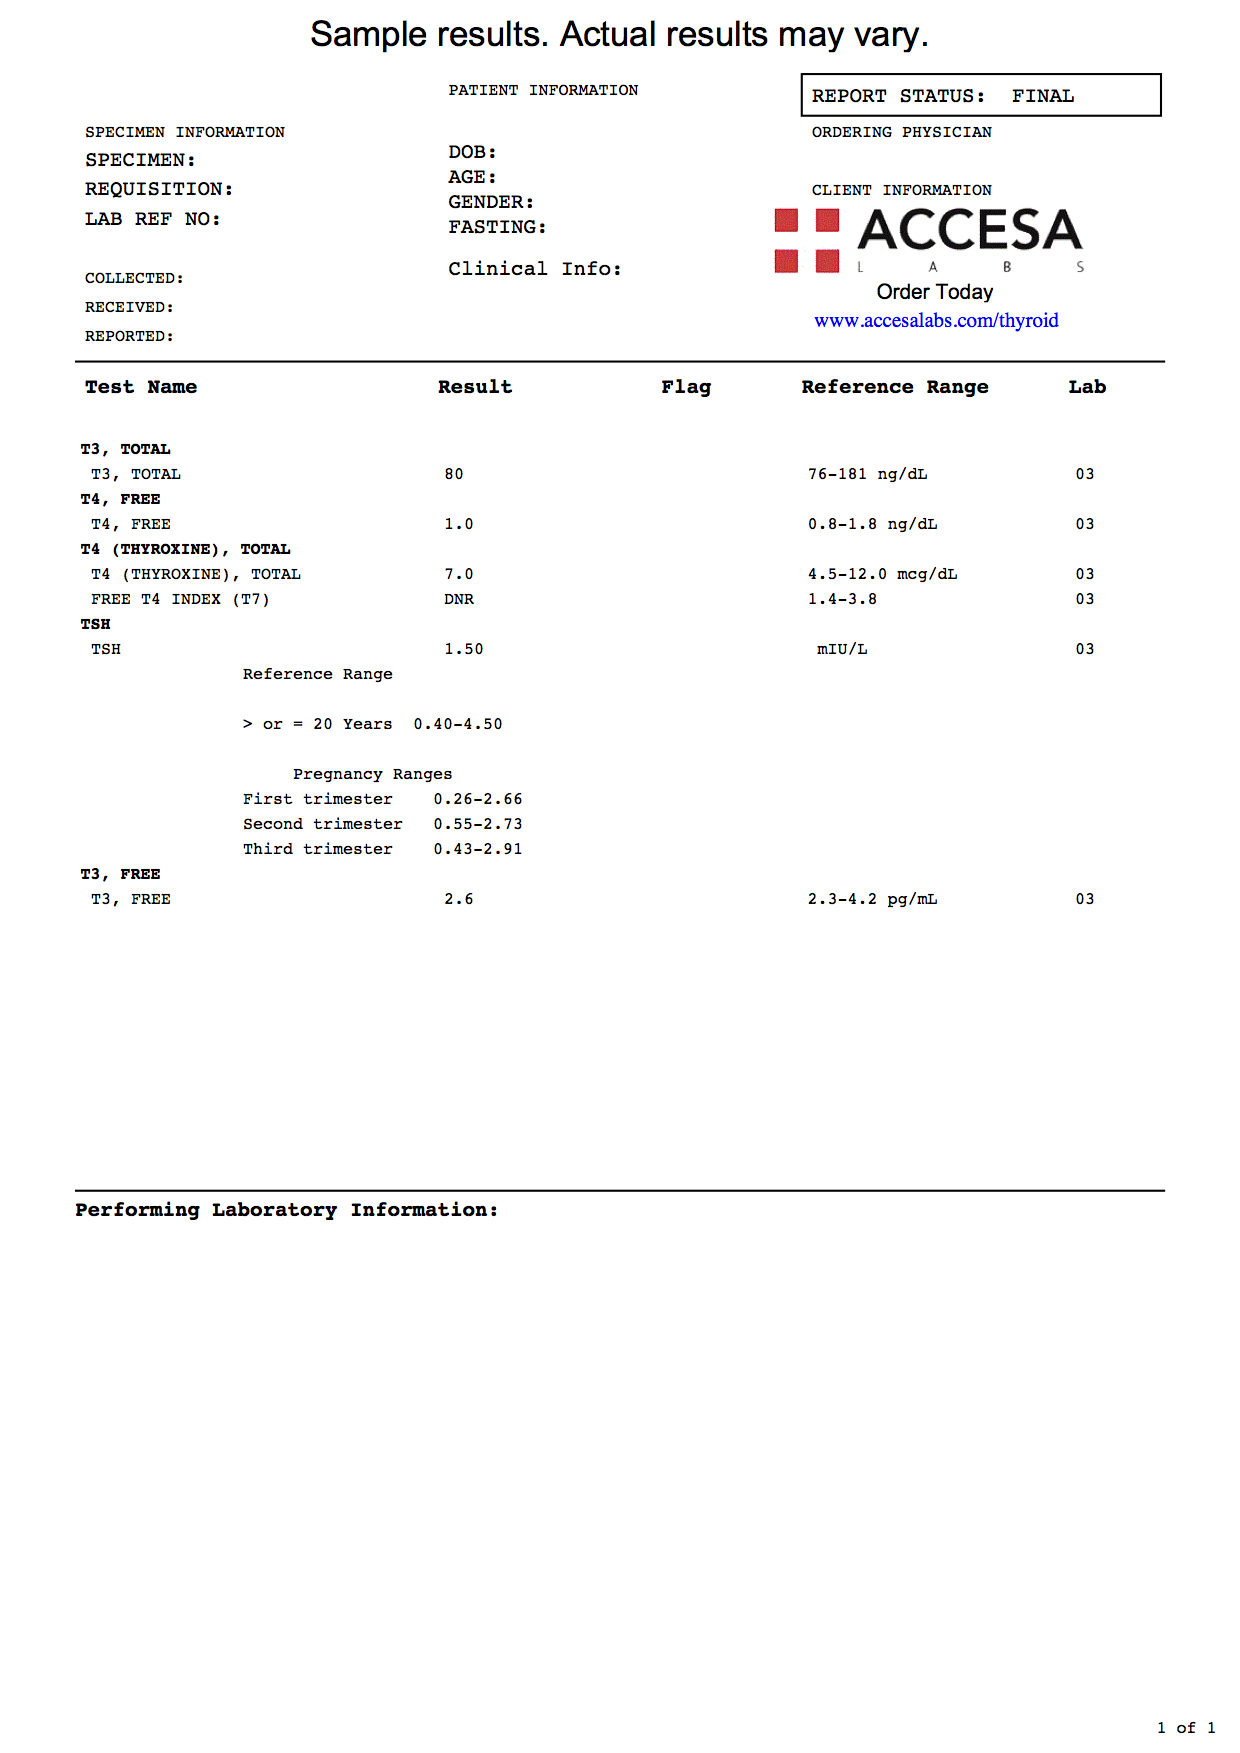 Sample results. Actual results may vary.
PATIENT INFORMATION
REPORT STATUS: FINAL
SPECIMEN INFORMATION
SPECIMEN:
REQUISITION:
LAB REF NO:
COLLECTED:
RECEIVED:
REPORTED:
DOB:
AGE:
GENDER:
FASTING:
Clinical Info:
ORDERING PHYSICIAN
CLIENT INFORMATION
ACCESA
LABS
Order Today
www.accesalabs.com/thyroid
Test Name Result Flag Reference Range Lab
T3, TOTAL
T3, TOTAL 80 76-181 ng/dL 03
T4, FREE
T4, FREE 1.0 0.8-1.8 ng/dL 03
T4 (THYROXINE), TOTAL
T4 (THYROXINE), TOTAL 7.0 4.5-12.0 mcg/dL 03
FREE T4 INDEX (T7) DNR 1.4-3.8 03
TSH
TSH 1.50 mIU/L 03
Reference Range
> or = 20 Years 0.40-4.50
Pregnancy Ranges
First trimester 0.26-2.66
Second trimester 0.55-2.73
Third trimester 0.43-2.91
T3, FREE
T3, FREE 2.6 2.3-4.2 pg/mL 03
Performing Laboratory Information:
1 of 1